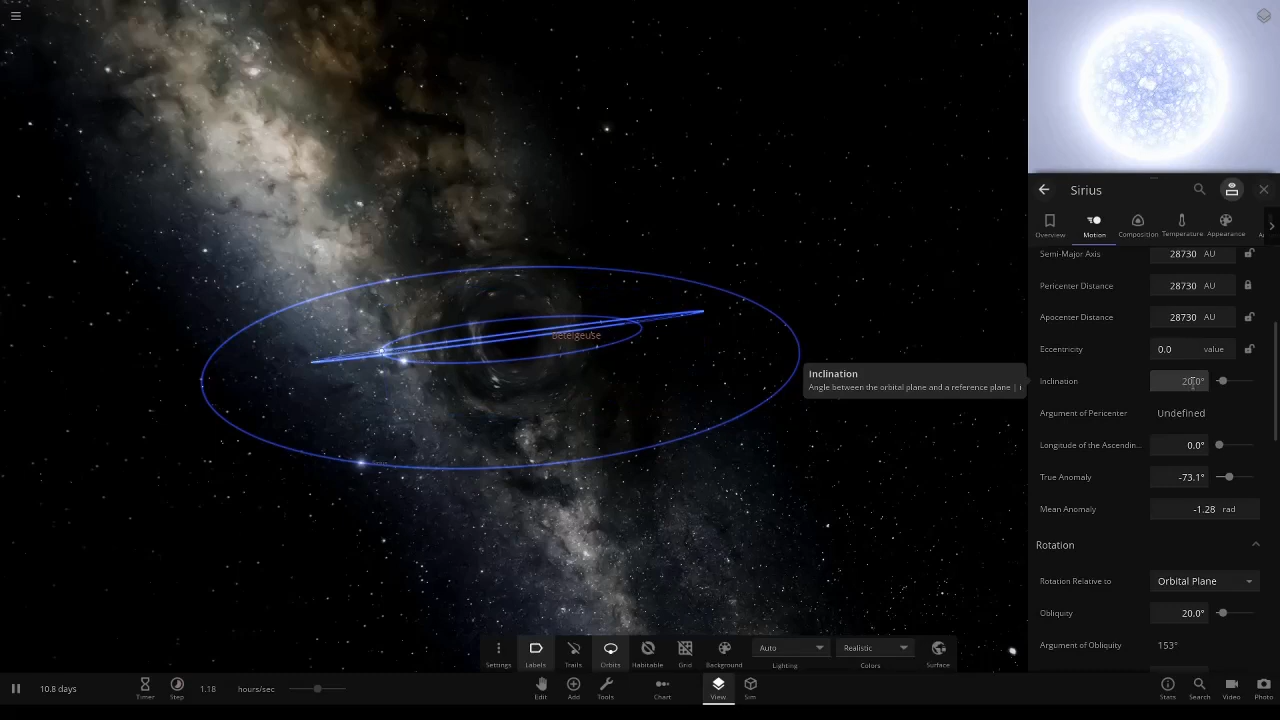 Sirius
Overview
Motion
Composition
Temperature
Appearance
Semi-Major Axis 28730 AU
Pericenter Distance 28730 AU
Apocenter Distance 28730 AU
Eccentricity 0.0 value
Inclination 20.0°
Argument of Pericenter Undefined
Longitude of the Ascendin... 0.0°
True Anomaly -73.1°
Mean Anomaly -1.28 rad
Rotation
Rotation Relative to Orbital Plane
Obliquity 20.0°
Argument of Obliquity 153°
Inclination
Angle between the orbital plane and a reference plane | i
Betelgeuse
Settings
Labels
Trails
Orbits
Habitable
Grid
Background
Auto
Lighting
Realistic
Colors
Surface
10.8 days
Timer
Step
1.18 hours/sec
Edit
Add
Tools
Chart
View
Sim
Stats
Search
Video
Photo